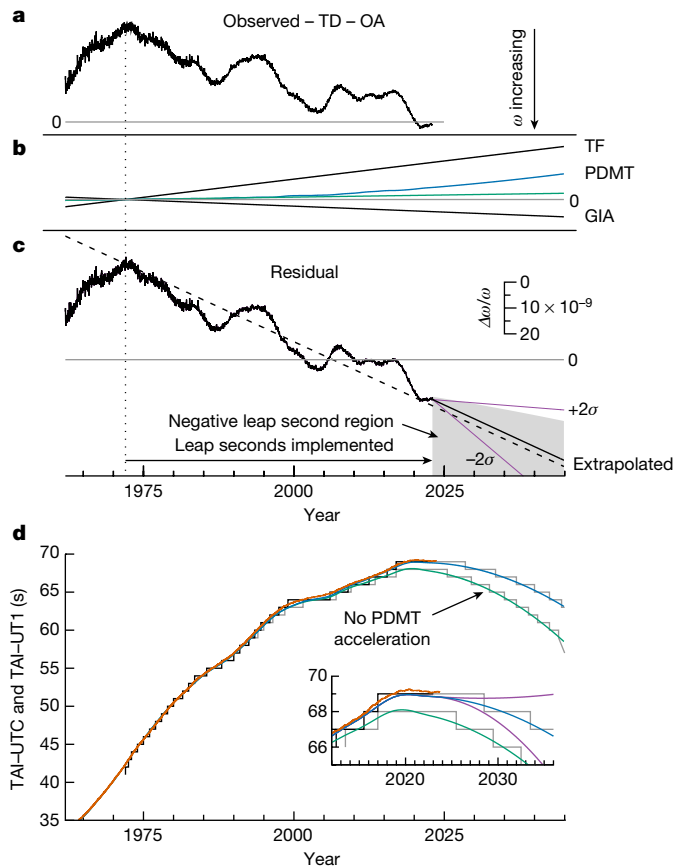 a
Observed – TD – OA
0
ω increasing
b
TF
PDMT
0
GIA
c
Residual
Δω/ω
0
10 × 10⁻⁹
20
0
+2σ
Negative leap second region
Leap seconds implemented
–2σ
Extrapolated
1975 2000 2025
Year
d
TAI–UTC and TAI–UT1 (s)
70
65
60
55
50
45
40
35
No PDMT
acceleration
70
69
68
66
2020 2030
1975 2000 2025
Year